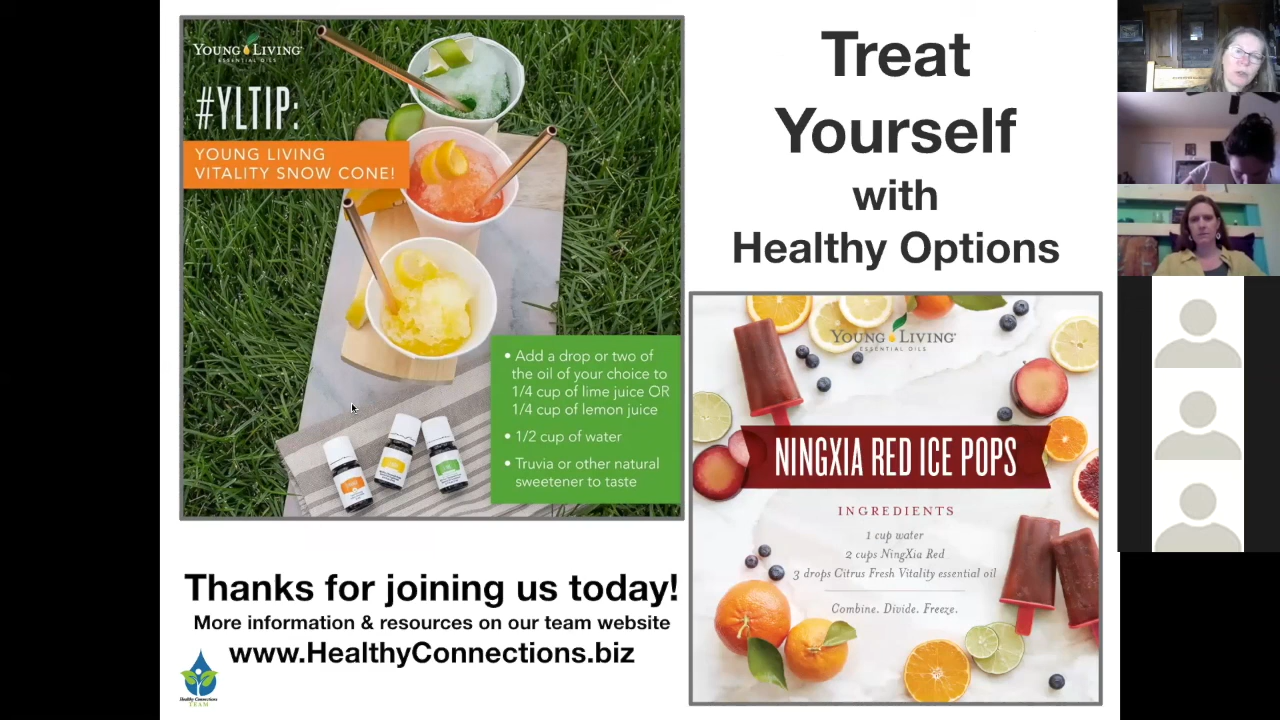 YOUNG LIVING
ESSENTIAL OILS
#YLTIP:
YOUNG LIVING
VITALITY SNOW CONE!
• Add a drop or two of
the oil of your choice to
1/4 cup of lime juice OR
1/4 cup of lemon juice
• 1/2 cup of water
• Truvia or other natural
sweetener to taste
Treat
Yourself
with
Healthy Options
YOUNG LIVING
ESSENTIAL OILS
NINGXIA RED ICE POPS
INGREDIENTS
1 cup water
2 cups NingXia Red
3 drops Citrus Fresh Vitality essential oil
Combine. Divide. Freeze.
Thanks for joining us today!
More information & resources on our team website
www.HealthyConnections.biz
Healthy Connections
TEAM